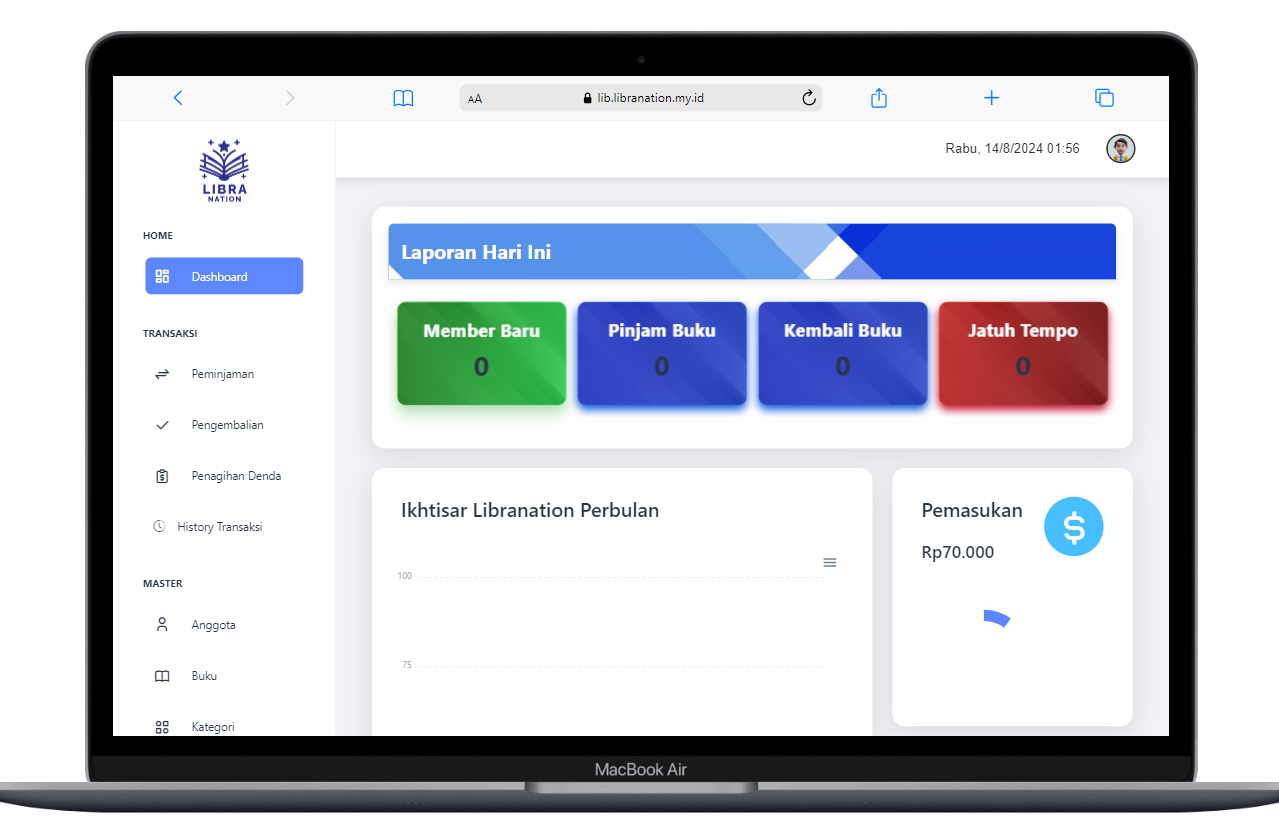 AA
lib.libranation.my.id
Rabu, 14/8/2024 01:56
LIBRA
NATION
HOME
Dashboard
TRANSAKSI
Peminjaman
Pengembalian
Penagihan Denda
History Transaksi
MASTER
Anggota
Buku
Kategori
Laporan Hari Ini
Member Baru
0
Pinjam Buku
0
Kembali Buku
0
Jatuh Tempo
0
Ikhtisar Libranation Perbulan
100
75
Pemasukan
Rp70.000
$
MacBook Air